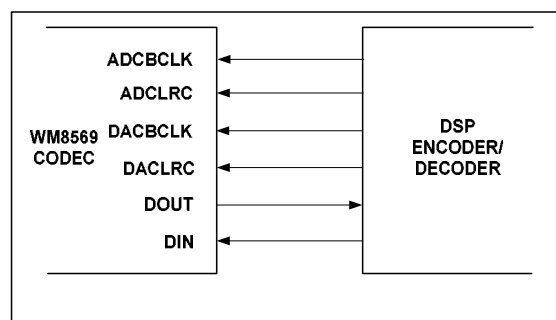 WM8569
CODEC
ADCBCLK
ADCLRC
DACBCLK
DACLRC
DOUT
DIN
DSP
ENCODER/
DECODER